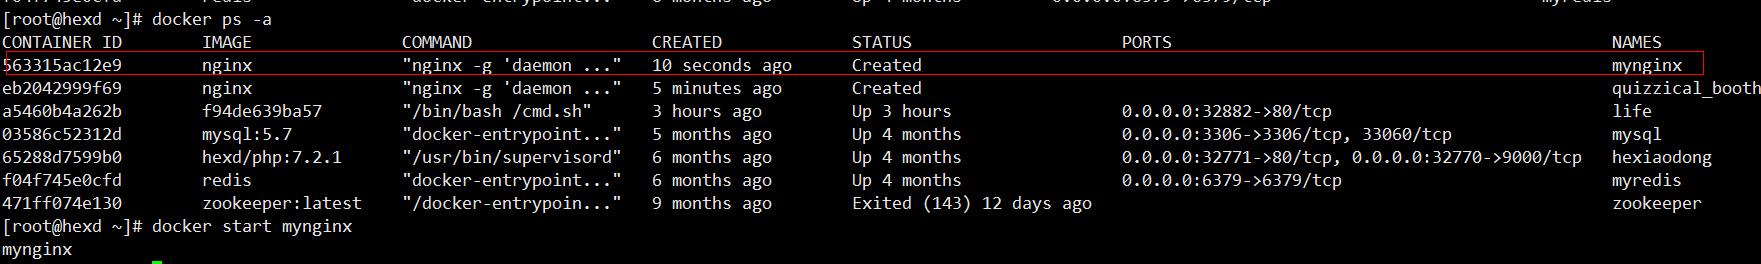 [root@hexd ~]# docker ps -a
CONTAINER ID        IMAGE               COMMAND                  CREATED             STATUS                     PORTS                                            NAMES
563315ac12e9        nginx               "nginx -g 'daemon ..."   10 seconds ago      Created                                                                     mynginx
eb2042999f69        nginx               "nginx -g 'daemon ..."   5 minutes ago       Created                                                                     quizzical_booth
a5460b4a262b        f94de639ba57        "/bin/bash /cmd.sh"      3 hours ago         Up 3 hours                 0.0.0.0:32882->80/tcp                            life
03586c52312d        mysql:5.7           "docker-entrypoint..."   5 months ago        Up 4 months                0.0.0.0:3306->3306/tcp, 33060/tcp                mysql
65288d7599b0        hexd/php:7.2.1      "/usr/bin/supervisord"   6 months ago        Up 4 months                0.0.0.0:32771->80/tcp, 0.0.0.0:32770->9000/tcp   hexiaodong
f04f745e0cfd        redis               "docker-entrypoint..."   6 months ago        Up 4 months                0.0.0.0:6379->6379/tcp                           myredis
471ff074e130        zookeeper:latest    "/docker-entrypoin..."   9 months ago        Exited (143) 12 days ago                                                    zookeeper
[root@hexd ~]# docker start mynginx
mynginx